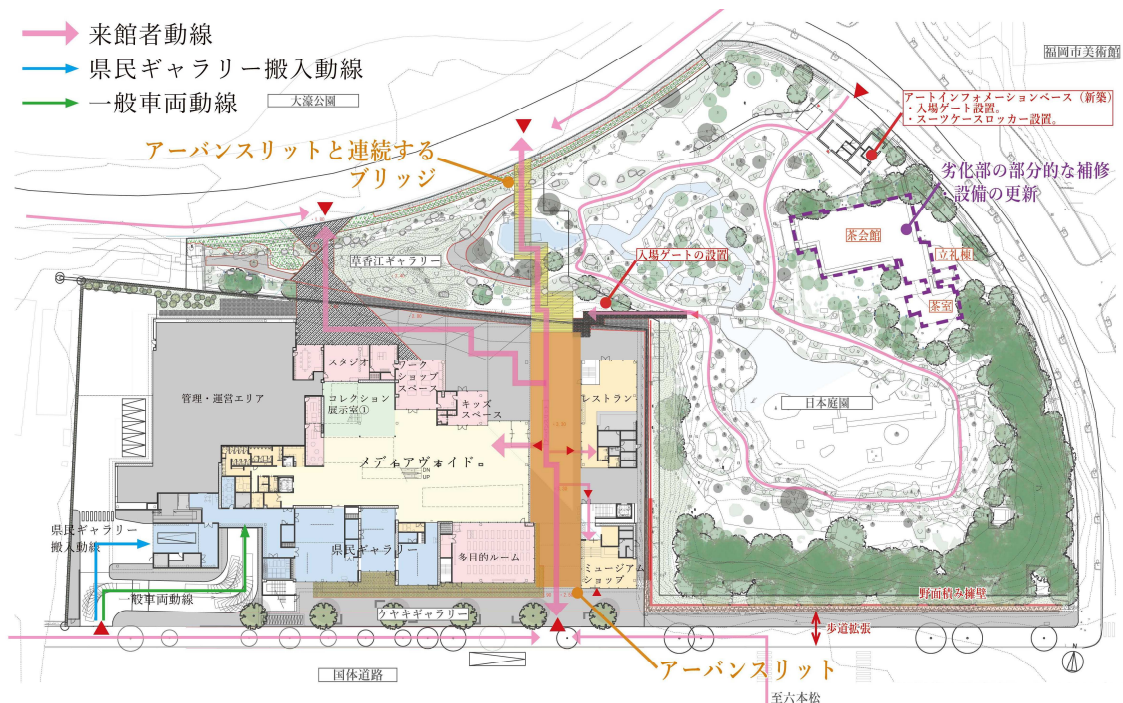 来館者動線
県民ギャラリー搬入動線
一般車両動線
大濠公園
福岡市美術館
アートインフォメーションベース（新築）
・入場ゲート設置。
・スーツケースロッカー設置。
アーバンスリットと連続する
ブリッジ
劣化部の部分的な補修
・設備の更新
茶会館
立礼棟
茶室
草香江ギャラリー
入場ゲートの設置
スタジオ
ワーク
ショップ
スペース
管理・運営エリア
コレクション
展示室①
キッズ
スペース
レストラン
日本庭園
メディアヴォイド
DN
UP
県民ギャラリー
搬入動線
県民ギャラリー
多目的ルーム
ミュージアム
ショップ
一般車両動線
ケヤキギャラリー
野面積み擁壁
歩道拡張
国体道路
アーバンスリット
至六本松
N